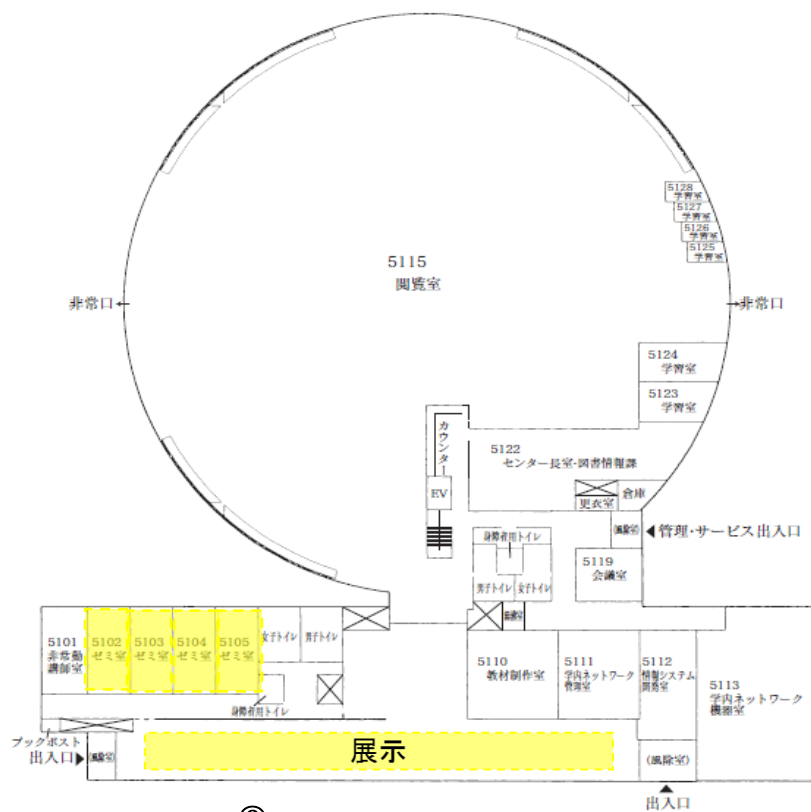 5128
学習室
5127
学習室
5126
学習室
5125
学習室
5115
閲覧室
非常口
非常口
5124
学習室
5123
学習室
カウンター
5122
センター長室・図書情報課
EV
倉庫
更衣室
身障者用トイレ
(風除室)
管理・サービス出入口
5119
会議室
男子トイレ
女子トイレ
5101
非常勤
講師室
5102
ゼミ室
5103
ゼミ室
5104
ゼミ室
5105
ゼミ室
女子トイレ
男子トイレ
5110
教材制作室
5111
学内ネットワーク
管理室
5112
情報システム
開発室
5113
学内ネットワーク
機器室
身障者用トイレ
ブックポスト
出入口
(風除室)
展示
(風除室)
出入口